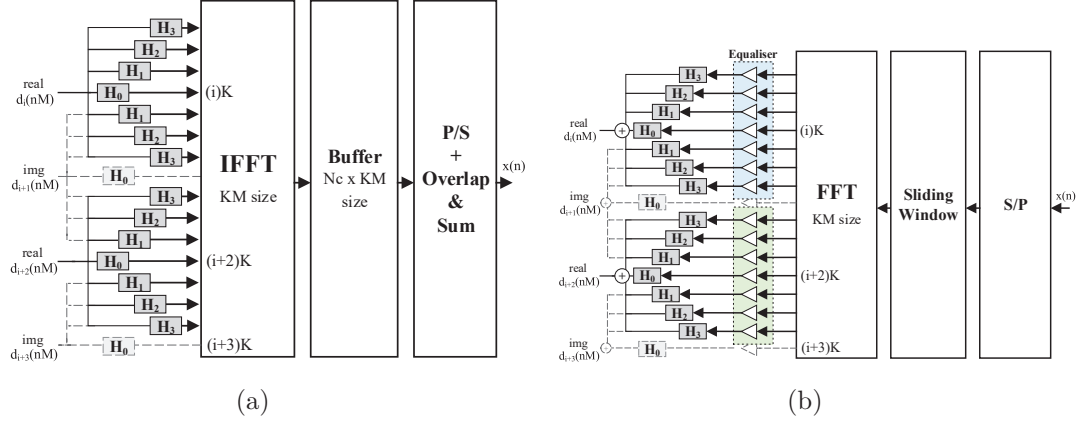 H3
H2
H1
real
di(nM)
H0
(i)K
H1
H2
H3
img
di+1(nM)
H0
H3
H2
H1
real
di+2(nM)
H0
(i+2)K
H1
H2
H3
img
di+3(nM)
H0
(i+3)K
IFFT
KM size
Buffer
Nc x KM
size
P/S
+
Overlap
&
Sum
x(n)
(a)
Equaliser
H3
H2
H1
real
di(nM)
+
H0
(i)K
H1
H2
H3
img
di+1(nM)
H0
H3
H2
H1
real
di+2(nM)
+
H0
(i+2)K
H1
H2
H3
img
di+3(nM)
H0
(i+3)K
FFT
KM size
Sliding
Window
S/P
x(n)
(b)